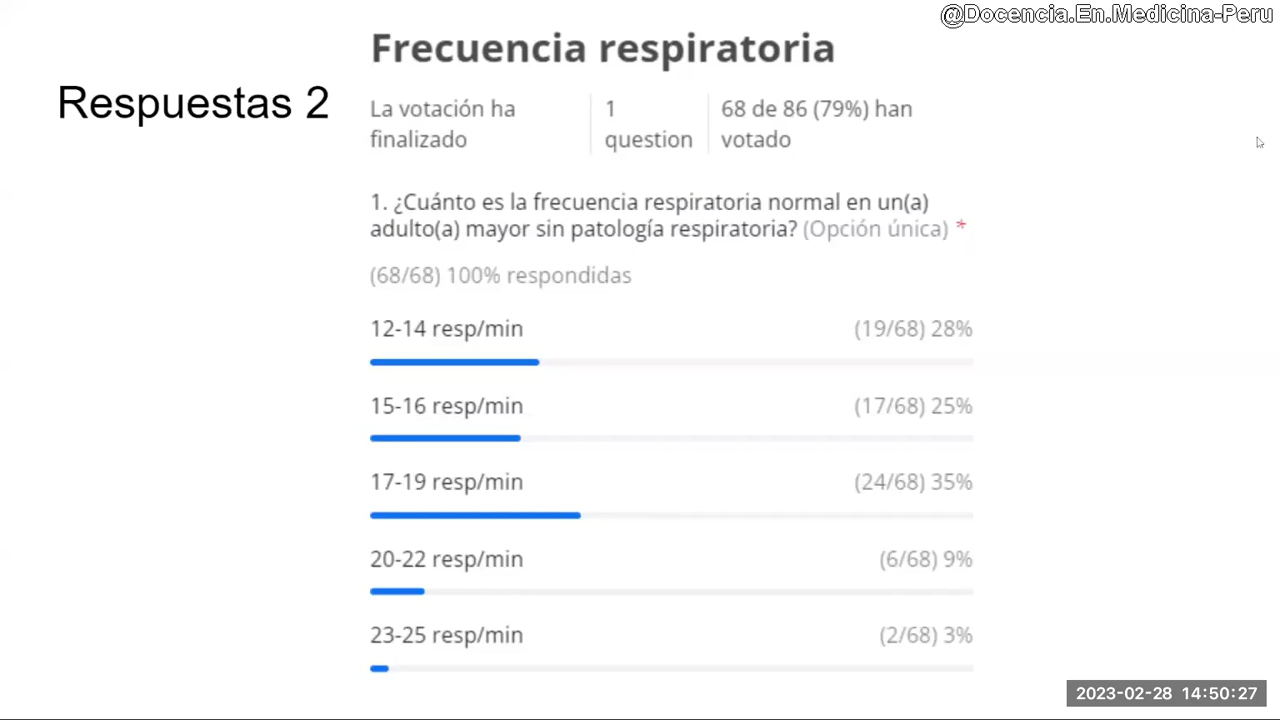 @Docencia.En.Medicina-Peru
Frecuencia respiratoria
Respuestas 2
La votación ha
finalizado
1
question
68 de 86 (79%) han
votado
1. ¿Cuánto es la frecuencia respiratoria normal en un(a)
adulto(a) mayor sin patología respiratoria? (Opción única) *
(68/68) 100% respondidas
12-14 resp/min
(19/68) 28%
15-16 resp/min
(17/68) 25%
17-19 resp/min
(24/68) 35%
20-22 resp/min
(6/68) 9%
23-25 resp/min
(2/68) 3%
2023-02-28 14:50:27